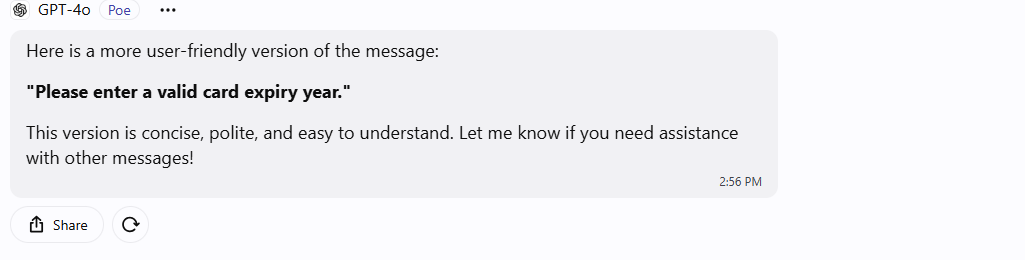 GPT-4o Poe
Here is a more user-friendly version of the message:
"Please enter a valid card expiry year."
This version is concise, polite, and easy to understand. Let me know if you need assistance
with other messages!
2:56 PM
Share